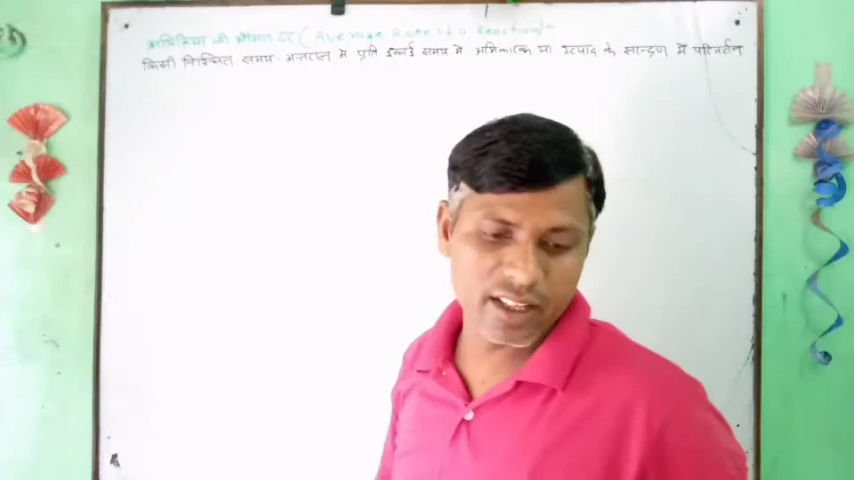 अभिक्रिया की औसत दर (Average Rate of a Reaction)-
किसी निश्चित समय-अन्तराल मे प्रति इकाई समय मे अभिकारक या उत्पाद के सान्द्रण में परिवर्तन